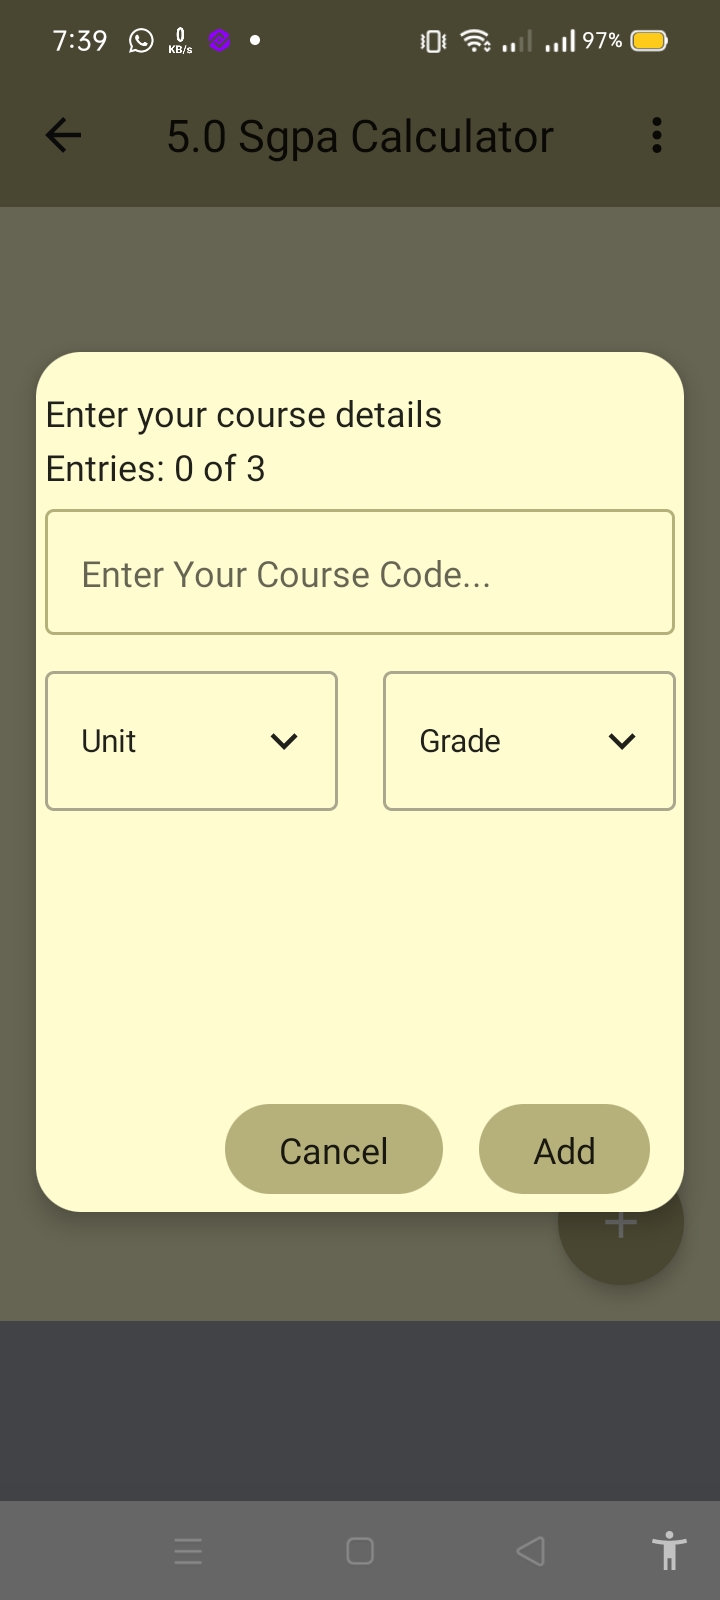 7:39 0 KB/s 97%
5.0 Sgpa Calculator
Enter your course details
Entries: 0 of 3
Enter Your Course Code...
Unit Grade
Cancel Add